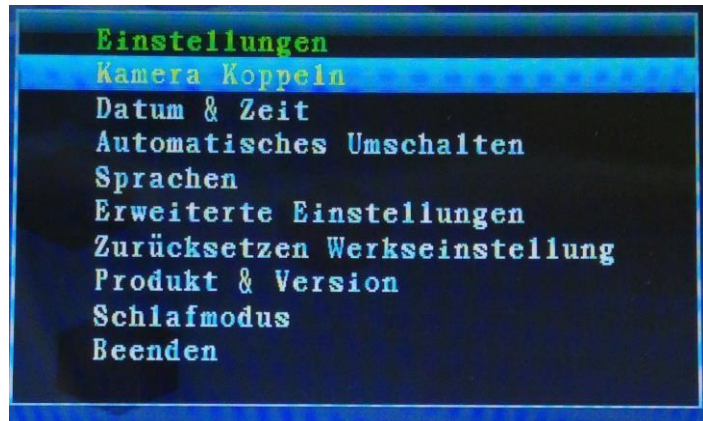 Einstellungen
Kamera Koppeln
Datum & Zeit
Automatisches Umschalten
Sprachen
Erweiterte Einstellungen
Zurücksetzen Werkseinstellung
Produkt & Version
Schlafmodus
Beenden